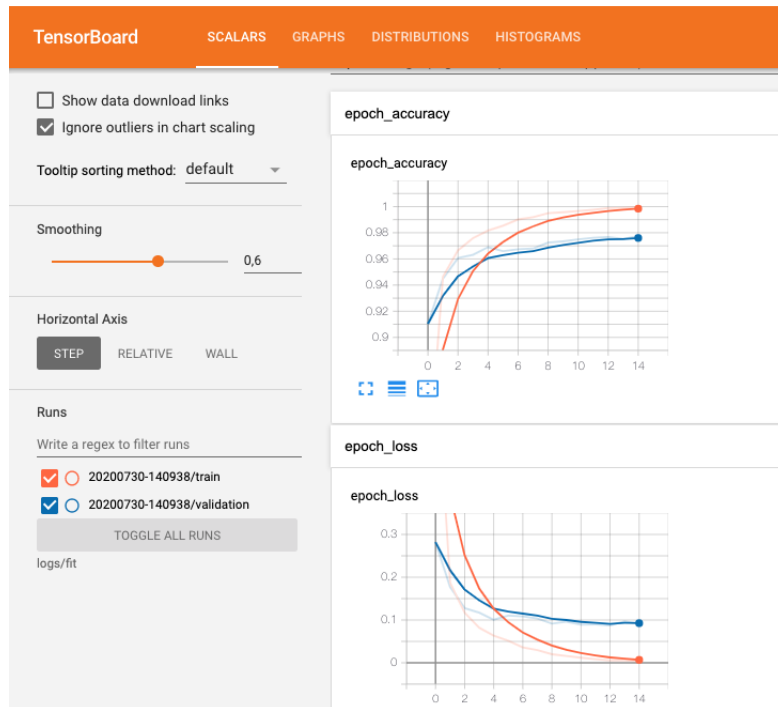 TensorBoard SCALARS GRAPHS DISTRIBUTIONS HISTOGRAMS
Show data download links
Ignore outliers in chart scaling
Tooltip sorting method: default
Smoothing
0,6
Horizontal Axis
STEP RELATIVE WALL
Runs
Write a regex to filter runs
20200730-140938/train
20200730-140938/validation
TOGGLE ALL RUNS
logs/fit
epoch_accuracy
epoch_accuracy
1
0.98
0.96
0.94
0.92
0.9
0 2 4 6 8 10 12 14
epoch_loss
epoch_loss
0.3
0.2
0.1
0
0 2 4 6 8 10 12 14